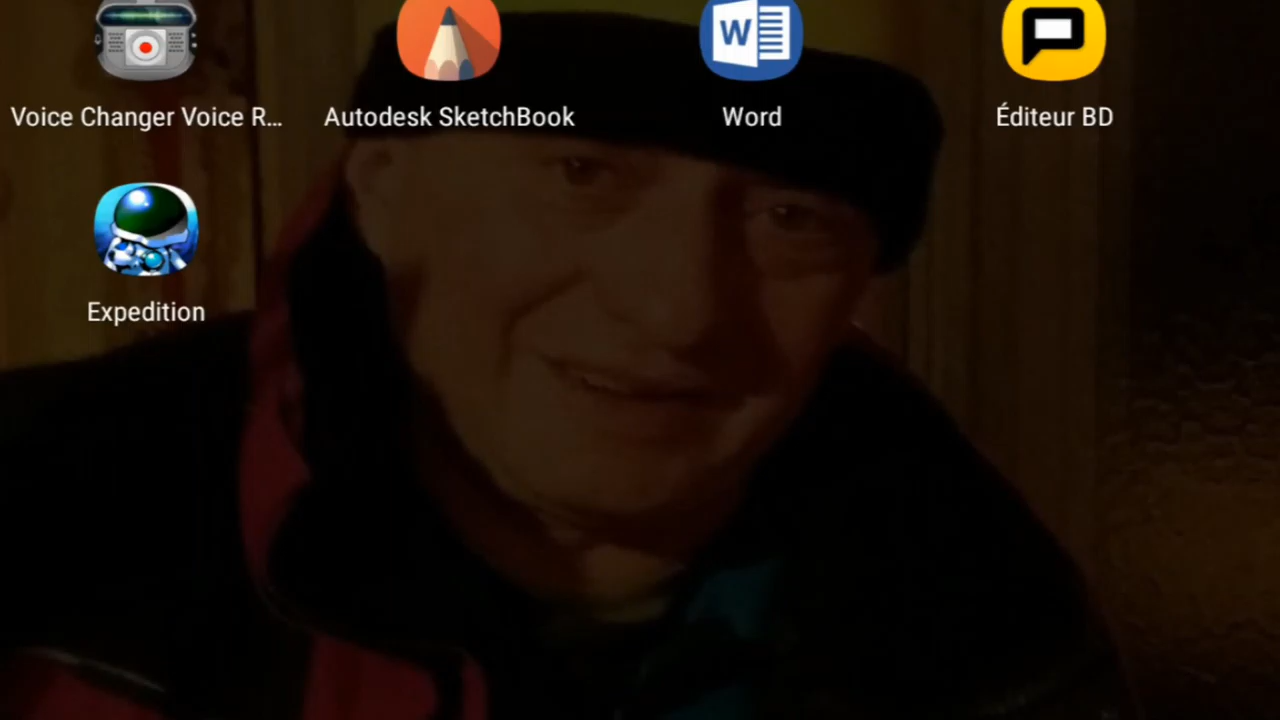 Voice Changer Voice R...
Autodesk SketchBook
Word
Éditeur BD
Expedition